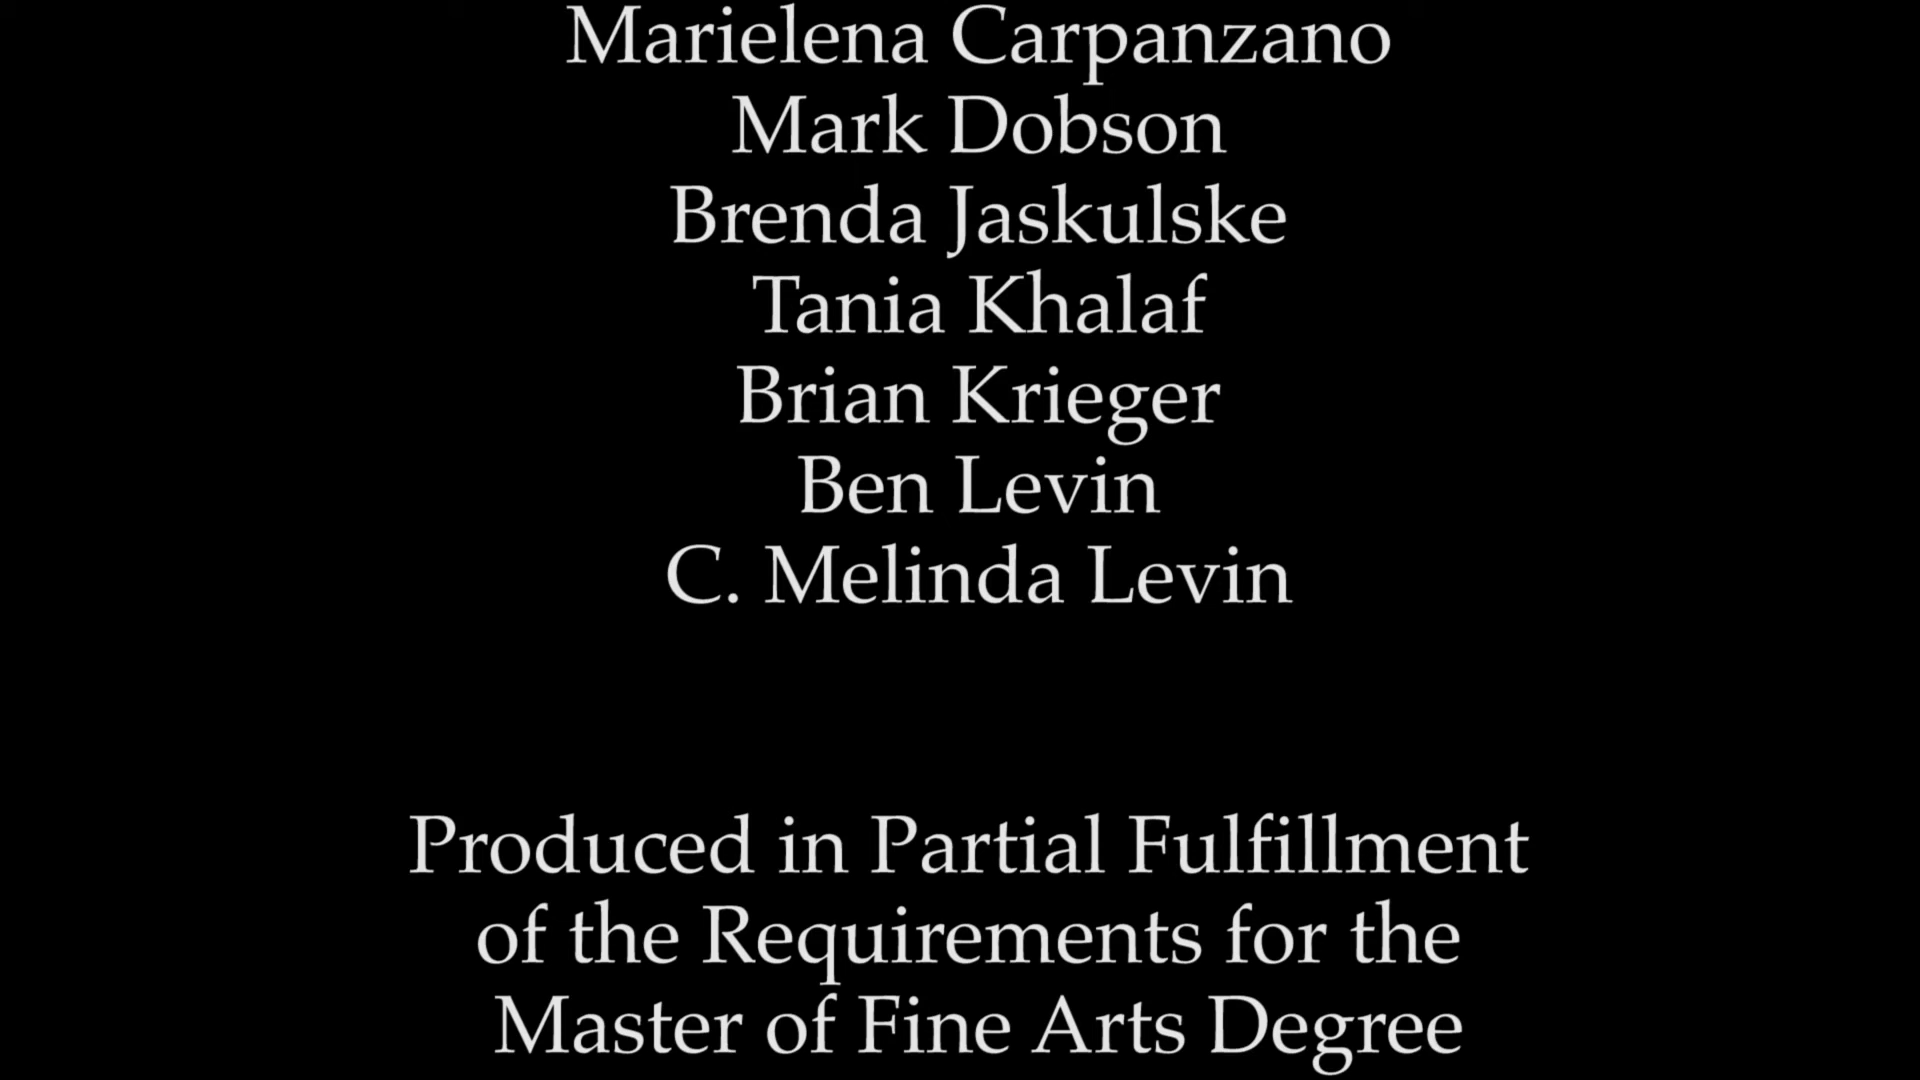 Marielena Carpanzano
Mark Dobson
Brenda Jaskulske
Tania Khalaf
Brian Krieger
Ben Levin
C. Melinda Levin
Produced in Partial Fulfillment
of the Requirements for the
Master of Fine Arts Degree